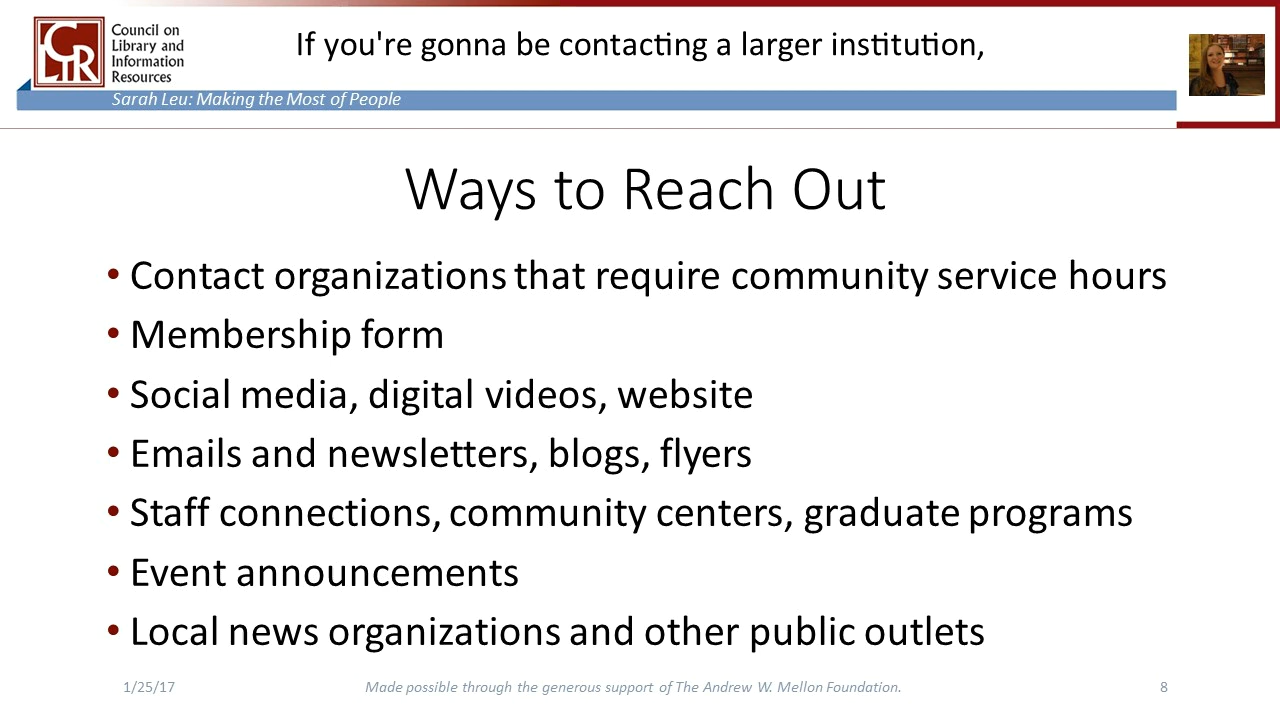 CLIR
Council on
Library and
Information
Resources
If you're gonna be contacting a larger institution,
Sarah Leu: Making the Most of People
Ways to Reach Out
• Contact organizations that require community service hours
• Membership form
• Social media, digital videos, website
• Emails and newsletters, blogs, flyers
• Staff connections, community centers, graduate programs
• Event announcements
• Local news organizations and other public outlets
1/25/17
Made possible through the generous support of The Andrew W. Mellon Foundation.
8